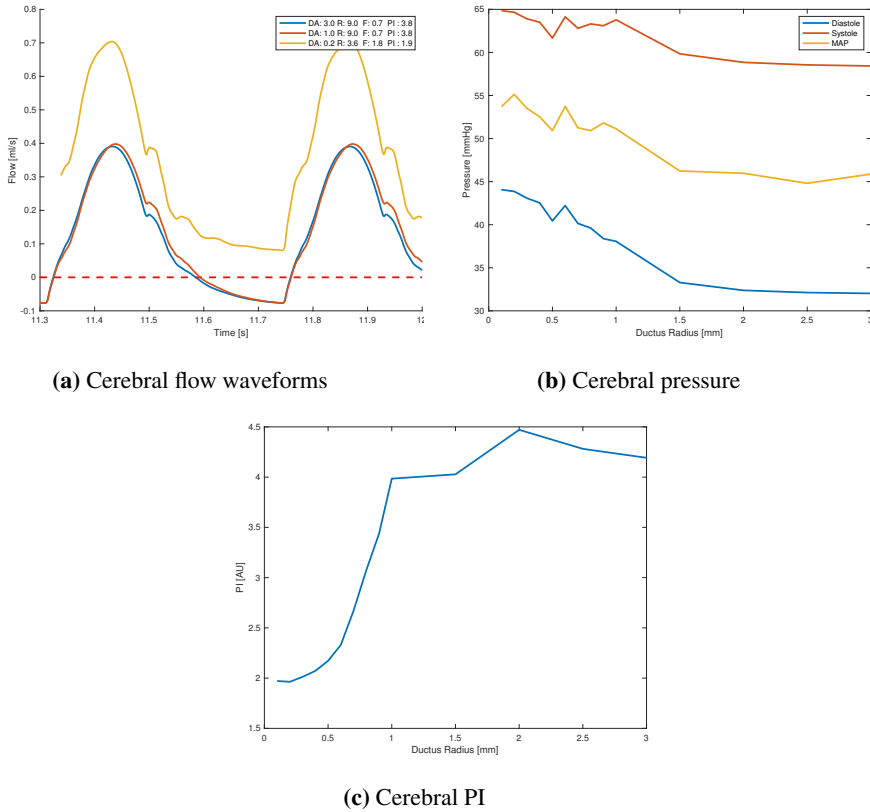 0.8
0.7
0.6
0.5
0.4
0.3
0.2
0.1
0
-0.1
Flow [ml/s]
11.3 11.4 11.5 11.6 11.7 11.8 11.9 12
Time [s]
DA: 3.0 R: 9.0 F: 0.7 PI : 3.8
DA: 1.0 R: 9.0 F: 0.7 PI : 3.8
DA: 0.2 R: 3.6 F: 1.8 PI : 1.9
(a) Cerebral flow waveforms
65
60
55
50
45
40
35
30
Pressure [mmHg]
0 0.5 1 1.5 2 2.5 3
Ductus Radius [mm]
Diastole
Systole
MAP
(b) Cerebral pressure
4.5
4
3.5
3
2.5
2
1.5
PI [AU]
0 0.5 1 1.5 2 2.5 3
Ductus Radius [mm]
(c) Cerebral PI